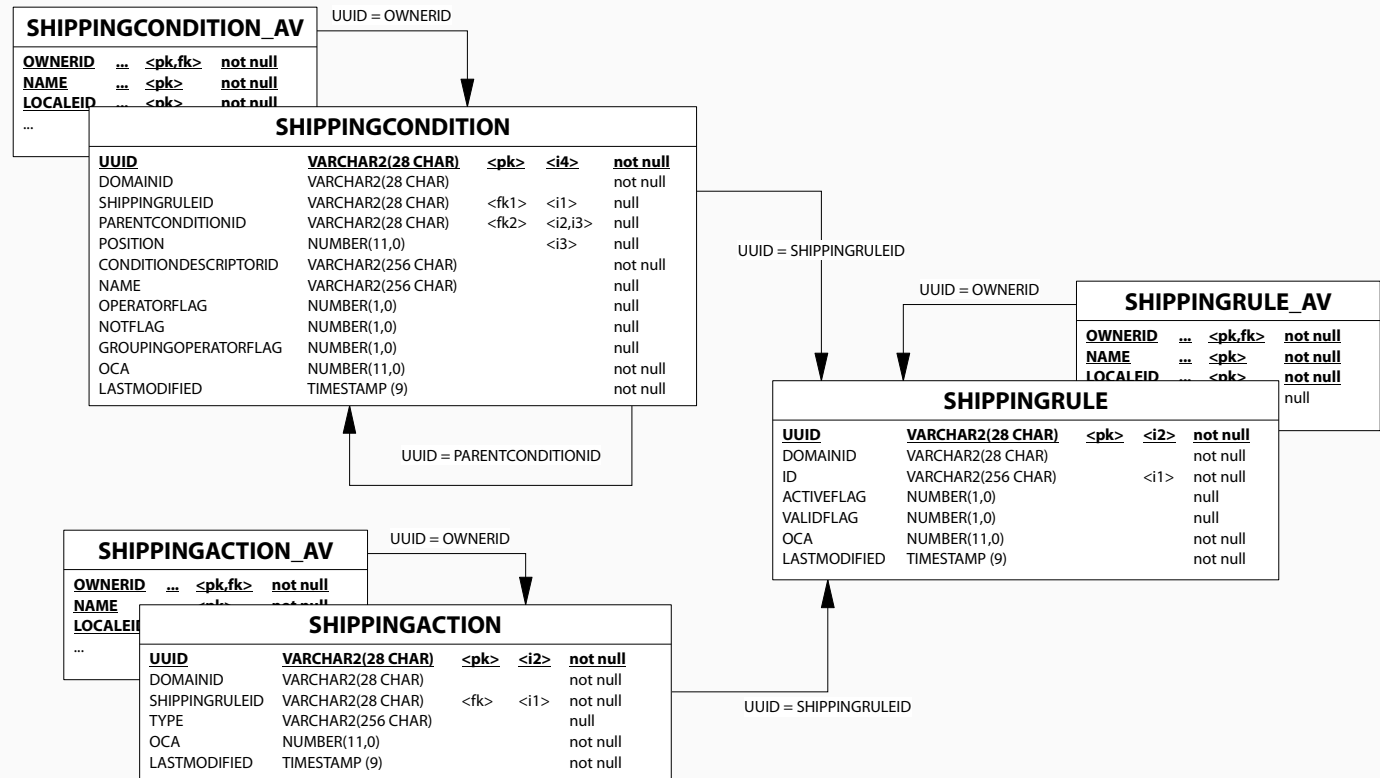 SHIPPINGCONDITION_AV
UUID = OWNERID
OWNERID ... <pk,fk> not null
NAME ... <pk> not null
LOCALEID ... <pk> not null
...
SHIPPINGCONDITION
UUID VARCHAR2(28 CHAR) <pk> <i4> not null
DOMAINID VARCHAR2(28 CHAR) not null
SHIPPINGRULEID VARCHAR2(28 CHAR) <fk1> <i1> null
PARENTCONDITIONID VARCHAR2(28 CHAR) <fk2> <i2,i3> null
POSITION NUMBER(11,0) <i3> null
CONDITIONDESCRIPTORID VARCHAR2(256 CHAR) not null
NAME VARCHAR2(256 CHAR) null
OPERATORFLAG NUMBER(1,0) null
NOTFLAG NUMBER(1,0) null
GROUPINGOPERATORFLAG NUMBER(1,0) null
OCA NUMBER(11,0) not null
LASTMODIFIED TIMESTAMP (9) not null
UUID = SHIPPINGRULEID
UUID = PARENTCONDITIONID
UUID = OWNERID
SHIPPINGRULE_AV
OWNERID ... <pk,fk> not null
NAME ... <pk> not null
LOCALEID ... <pk> not null
null
SHIPPINGRULE
UUID VARCHAR2(28 CHAR) <pk> <i2> not null
DOMAINID VARCHAR2(28 CHAR) not null
ID VARCHAR2(256 CHAR) <i1> not null
ACTIVEFLAG NUMBER(1,0) null
VALIDFLAG NUMBER(1,0) null
OCA NUMBER(11,0) not null
LASTMODIFIED TIMESTAMP (9) not null
SHIPPINGACTION_AV
UUID = OWNERID
OWNERID ... <pk,fk> not null
NAME <pk> not null
LOCALEID
...
SHIPPINGACTION
UUID VARCHAR2(28 CHAR) <pk> <i2> not null
DOMAINID VARCHAR2(28 CHAR) not null
SHIPPINGRULEID VARCHAR2(28 CHAR) <fk> <i1> not null
TYPE VARCHAR2(256 CHAR) null
OCA NUMBER(11,0) not null
LASTMODIFIED TIMESTAMP (9) not null
UUID = SHIPPINGRULEID